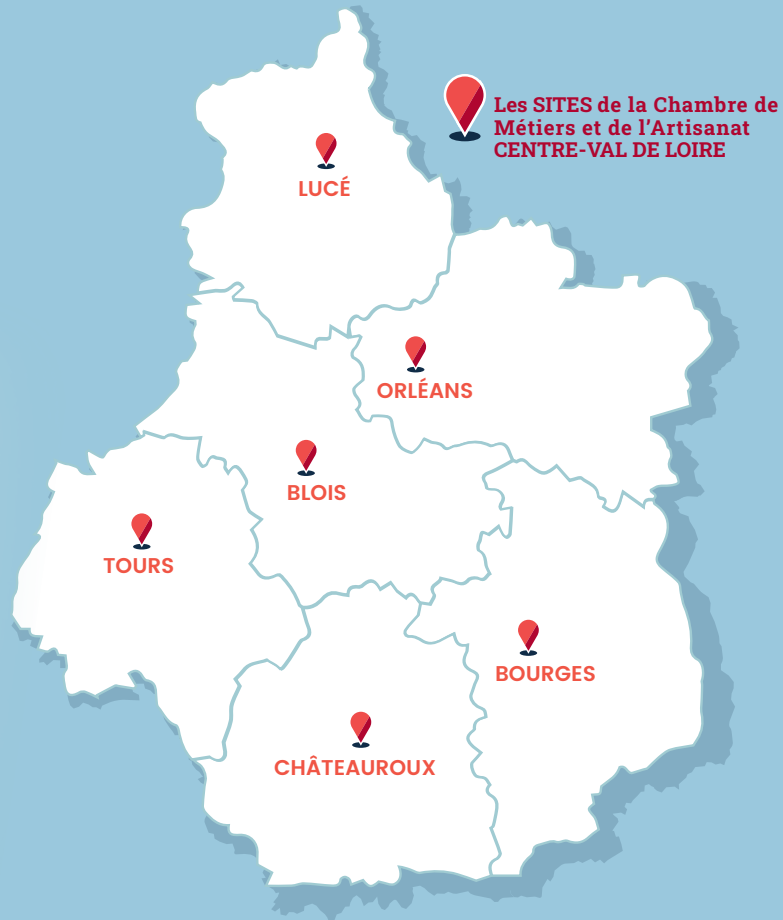 Les SITES de la Chambre de
Métiers et de l'Artisanat
CENTRE-VAL DE LOIRE
LUCÉ
ORLÉANS
BLOIS
TOURS
BOURGES
CHÂTEAUROUX